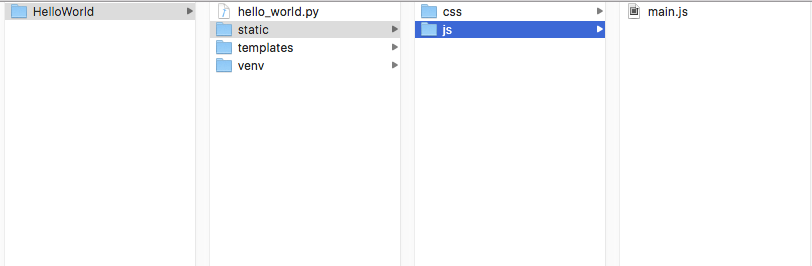 HelloWorld
hello_world.py
static
templates
venv
css
js
main.js